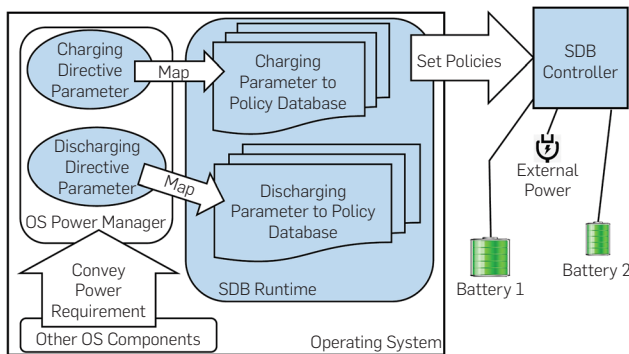 Charging
Directive
Parameter
Map
Charging
Parameter to
Policy Database
Set Policies
SDB
Controller
Discharging
Directive
Parameter
Map
Discharging
Parameter to Policy
Database
External
Power
OS Power Manager
Convey
Power
Requirement
SDB Runtime
Battery 1
Battery 2
Other OS Components
Operating System